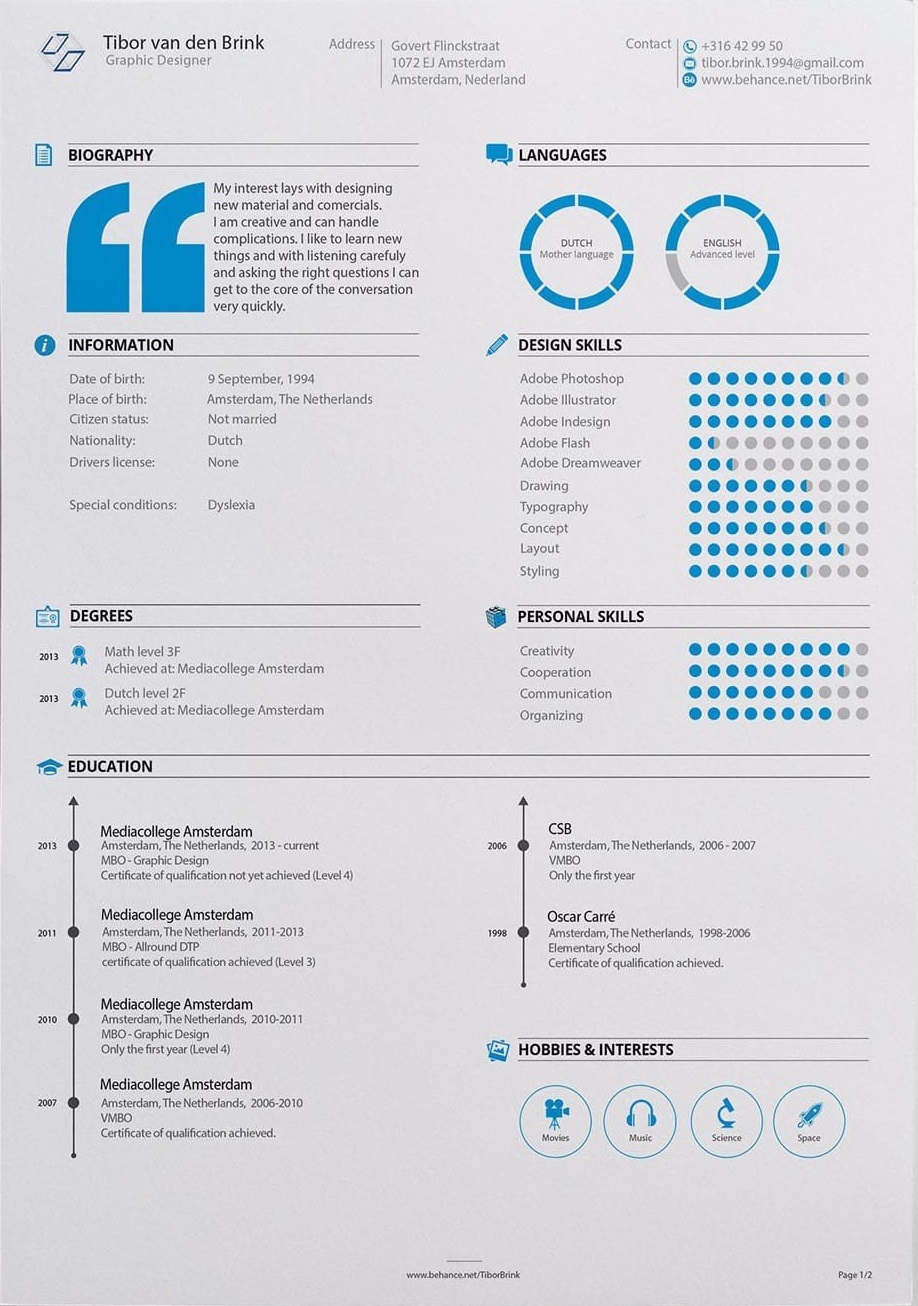 Tibor van den Brink
Graphic Designer
Address
Govert Flinckstraat
1072 EJ Amsterdam
Amsterdam, Nederland
Contact
+316 42 99 50
tibor.brink.1994@gmail.com
Bē www.behance.net/TiborBrink
BIOGRAPHY
My interest lays with designing
new material and comercials.
I am creative and can handle
complications. I like to learn new
things and with listening carefuly
and asking the right questions I can
get to the core of the conversation
very quickly.
LANGUAGES
DUTCH
Mother language
ENGLISH
Advanced level
INFORMATION
Date of birth: 9 September, 1994
Place of birth: Amsterdam, The Netherlands
Citizen status: Not married
Nationality: Dutch
Drivers license: None
Special conditions: Dyslexia
DESIGN SKILLS
Adobe Photoshop
Adobe Illustrator
Adobe Indesign
Adobe Flash
Adobe Dreamweaver
Drawing
Typography
Concept
Layout
Styling
DEGREES
2013 Math level 3F
Achieved at: Mediacollege Amsterdam
2013 Dutch level 2F
Achieved at: Mediacollege Amsterdam
PERSONAL SKILLS
Creativity
Cooperation
Communication
Organizing
EDUCATION
Mediacollege Amsterdam
2013 Amsterdam, The Netherlands, 2013 - current
MBO - Graphic Design
Certificate of qualification not yet achieved (Level 4)
Mediacollege Amsterdam
2011 Amsterdam, The Netherlands, 2011-2013
MBO - Allround DTP
certificate of qualification achieved (Level 3)
Mediacollege Amsterdam
2010 Amsterdam, The Netherlands, 2010-2011
MBO - Graphic Design
Only the first year (Level 4)
Mediacollege Amsterdam
2007 Amsterdam, The Netherlands, 2006-2010
VMBO
Certificate of qualification achieved.
CSB
2006 Amsterdam, The Netherlands, 2006 - 2007
VMBO
Only the first year
Oscar Carré
1998 Amsterdam, The Netherlands, 1998-2006
Elementary School
Certificate of qualification achieved.
HOBBIES & INTERESTS
Movies
Music
Science
Space
www.behance.net/TiborBrink
Page 1/2